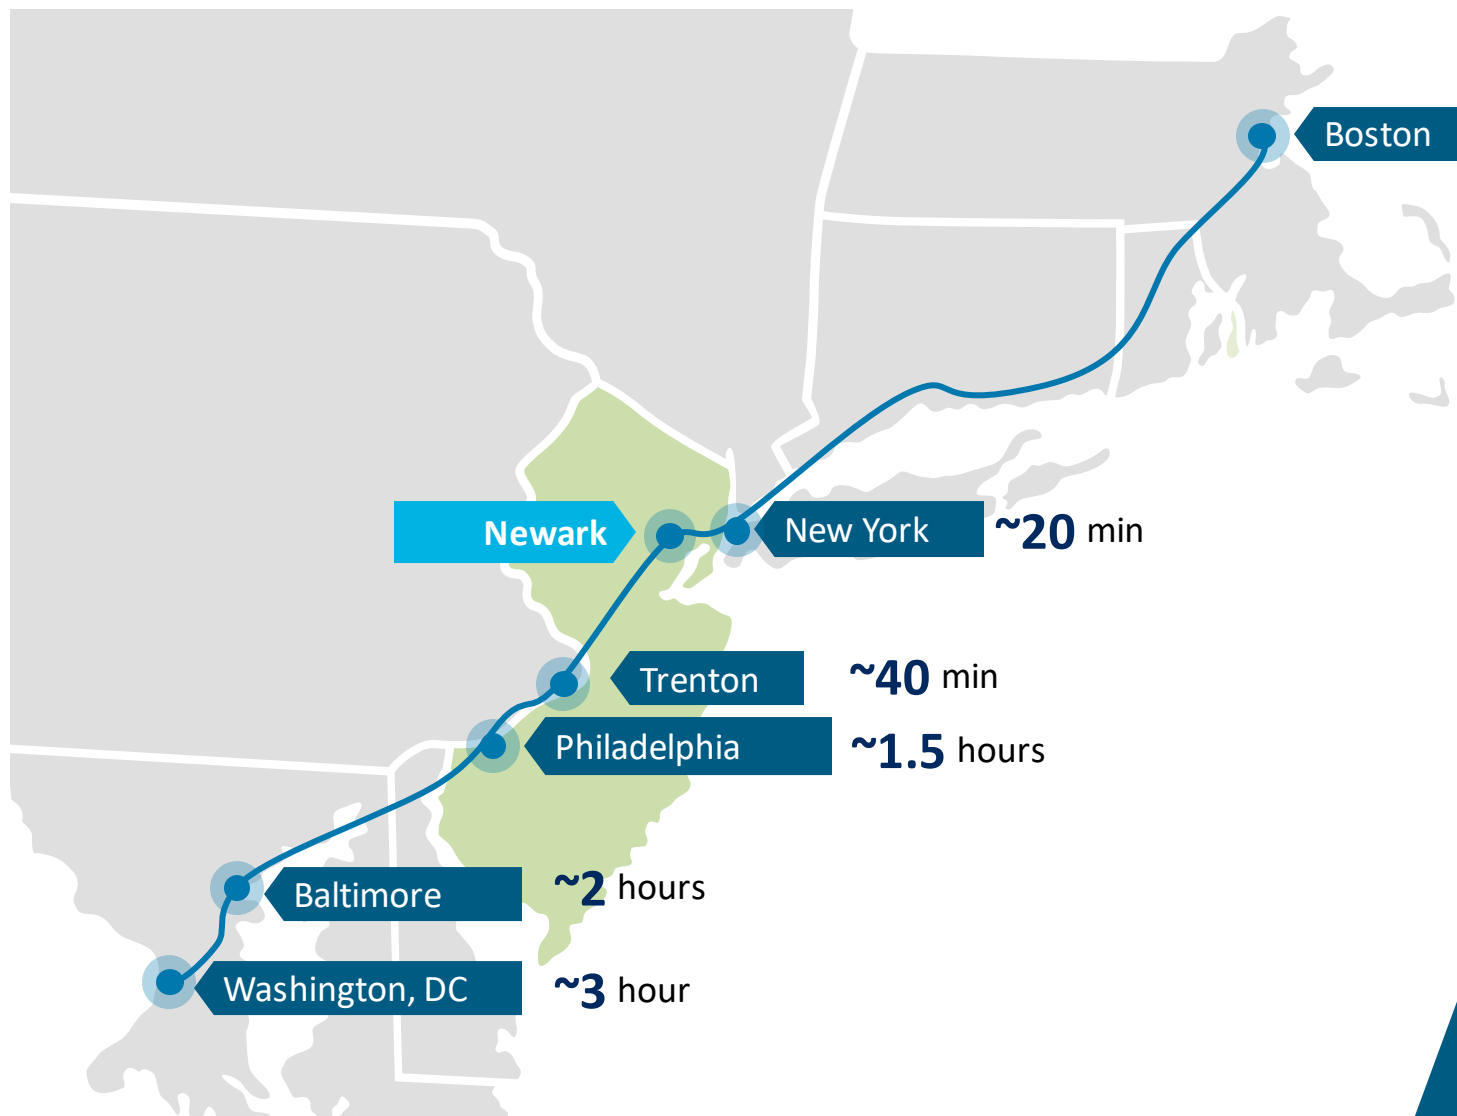 Boston
Newark
New York ~20 min
Trenton ~40 min
Philadelphia ~1.5 hours
Baltimore ~2 hours
Washington, DC ~3 hour